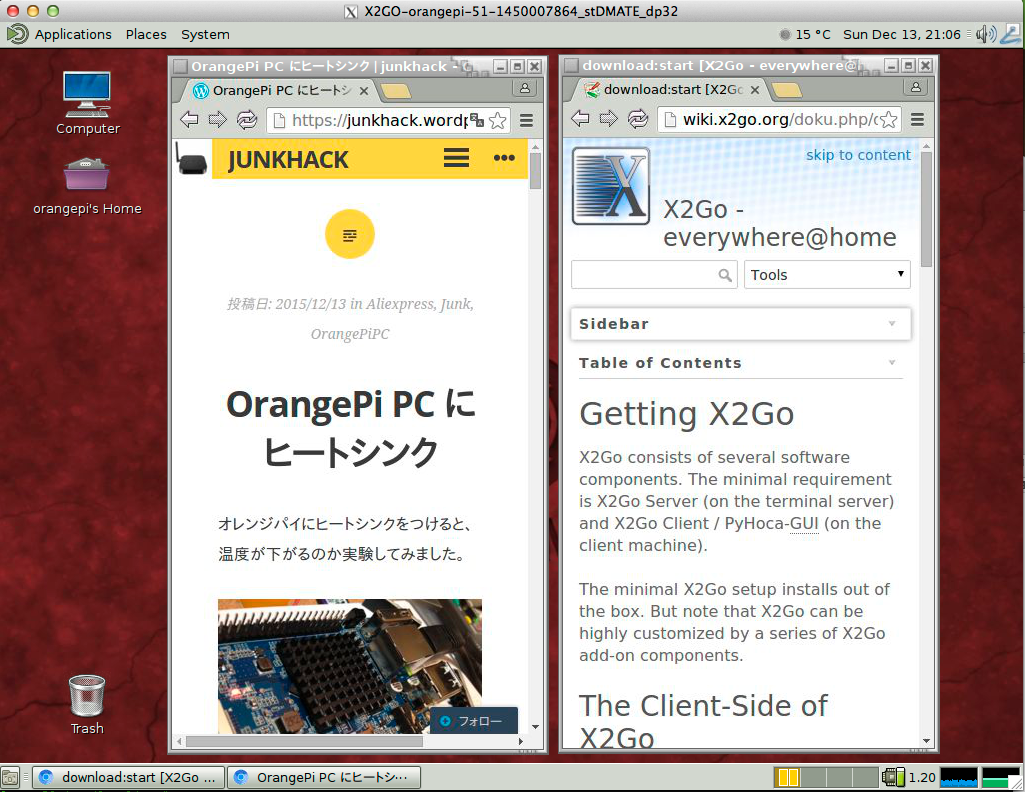 X2GO-orangepi-51-1450007864_stDMATE_dp32
Applications Places System
15 °C Sun Dec 13, 21:06
Computer
orangepi's Home
Trash
OrangePi PC にヒートシンク | junkhack -
OrangePi PC にヒートシ
https://junkhack.wordp
JUNKHACK
投稿日: 2015/12/13 in Aliexpress, Junk,
OrangePiPC
OrangePi PC に
ヒートシンク
オレンジパイにヒートシンクをつけると、
温度が下がるのか実験してみました。
フォロー
download:start [X2Go - everywhere@
download:start [X2Go
wiki.x2go.org/doku.php/d
skip to content
X2Go -
everywhere@home
Tools
Sidebar
Table of Contents
Getting X2Go
X2Go consists of several software
components. The minimal requirement
is X2Go Server (on the terminal server)
and X2Go Client / PyHoca-GUI (on the
client machine).
The minimal X2Go setup installs out of
the box. But note that X2Go can be
highly customized by a series of X2Go
add-on components.
The Client-Side of
X2Go
download:start [X2Go ...
OrangePi PC にヒートシ...
1.20